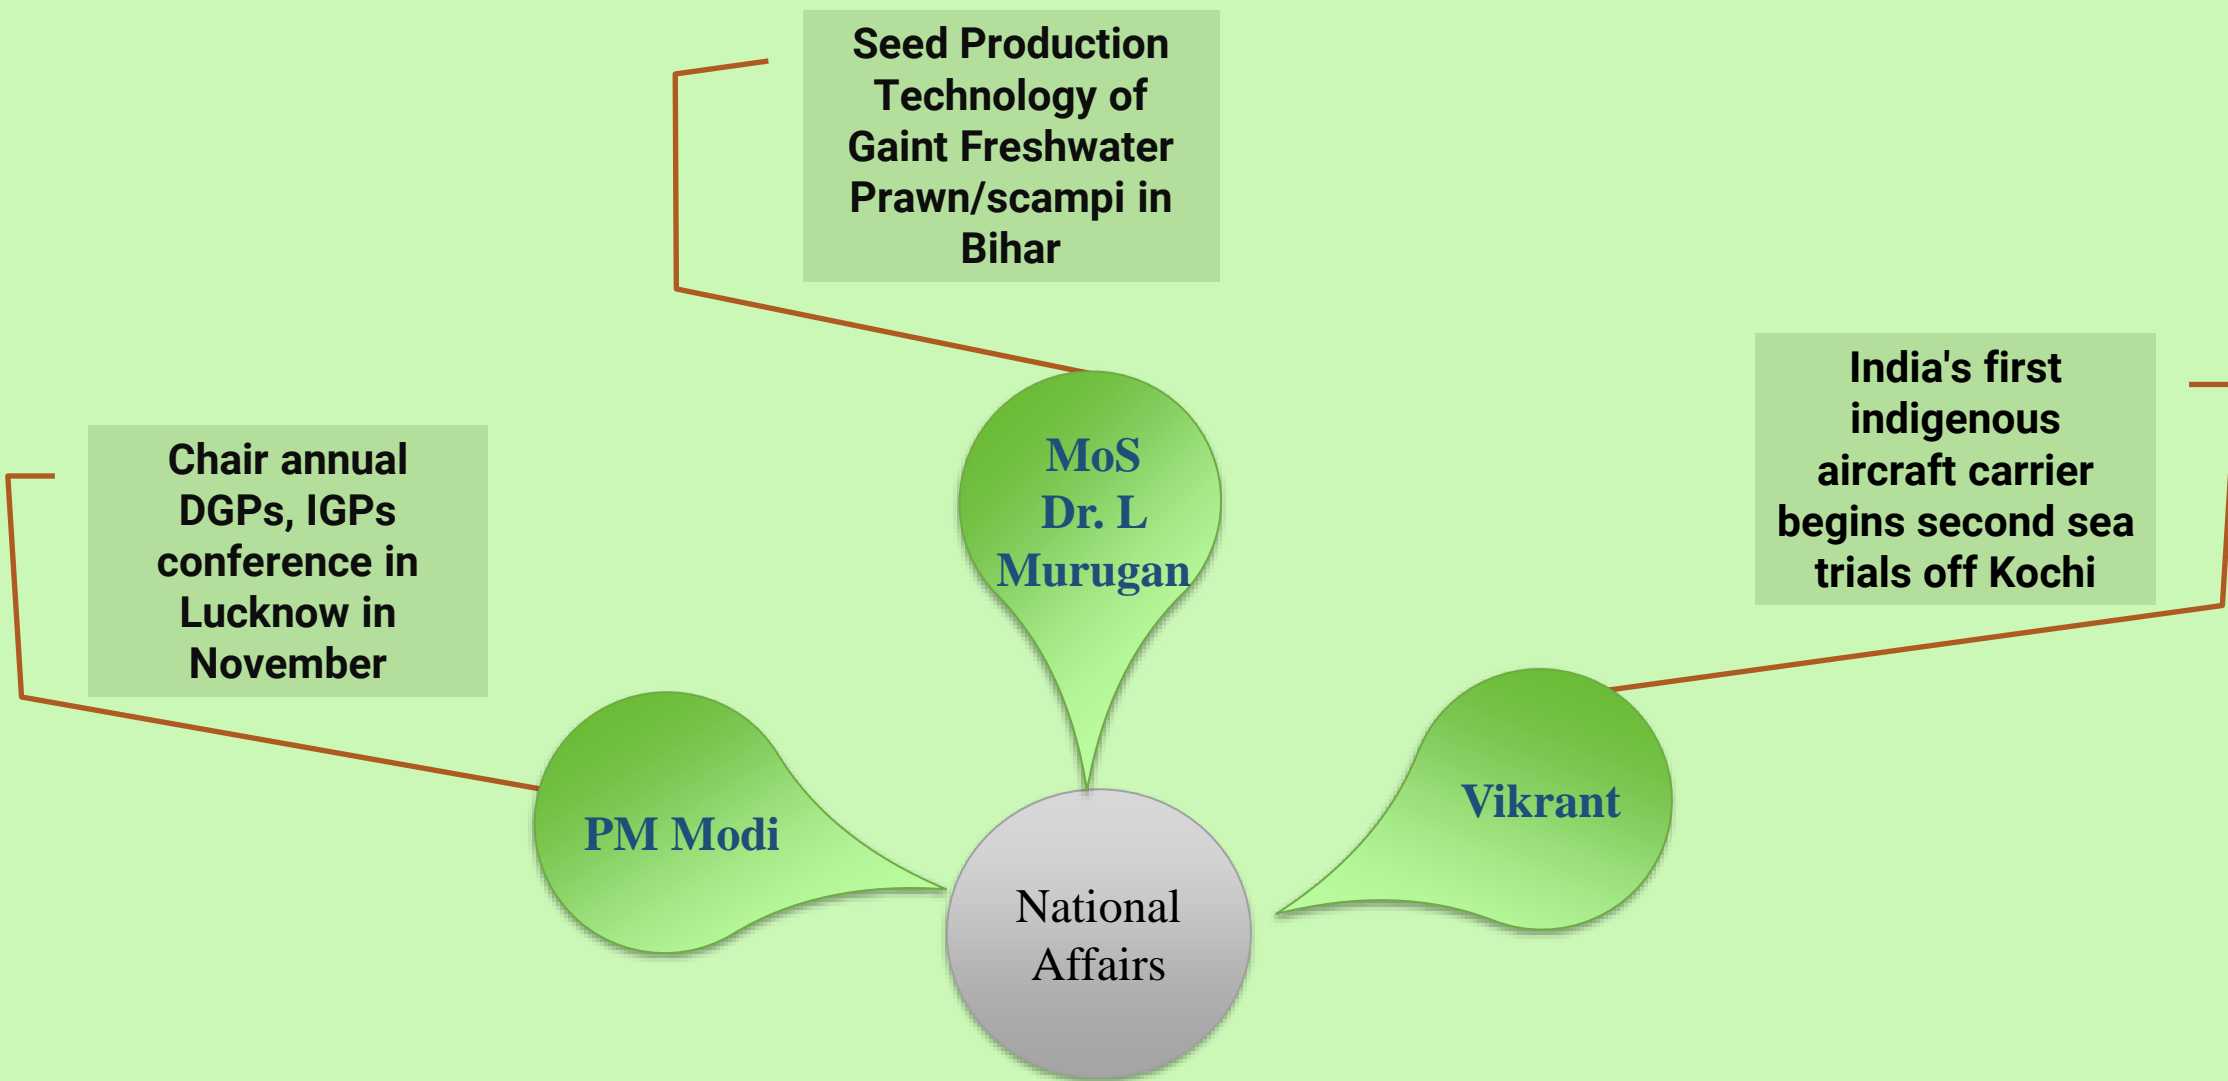 Seed Production
Technology of
Gaint Freshwater
Prawn/scampi in
Bihar
India's first
indigenous
aircraft carrier
begins second sea
trials off Kochi
Chair annual
DGPs, IGPs
conference in
Lucknow in
November
MoS
Dr. L
Murugan
PM Modi
Vikrant
National
Affairs